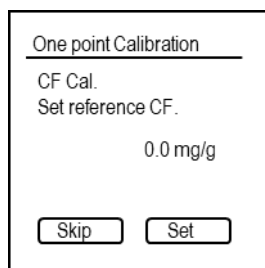 One point Calibration
CF Cal.
Set reference CF.
0.0 mg/g
Skip Set